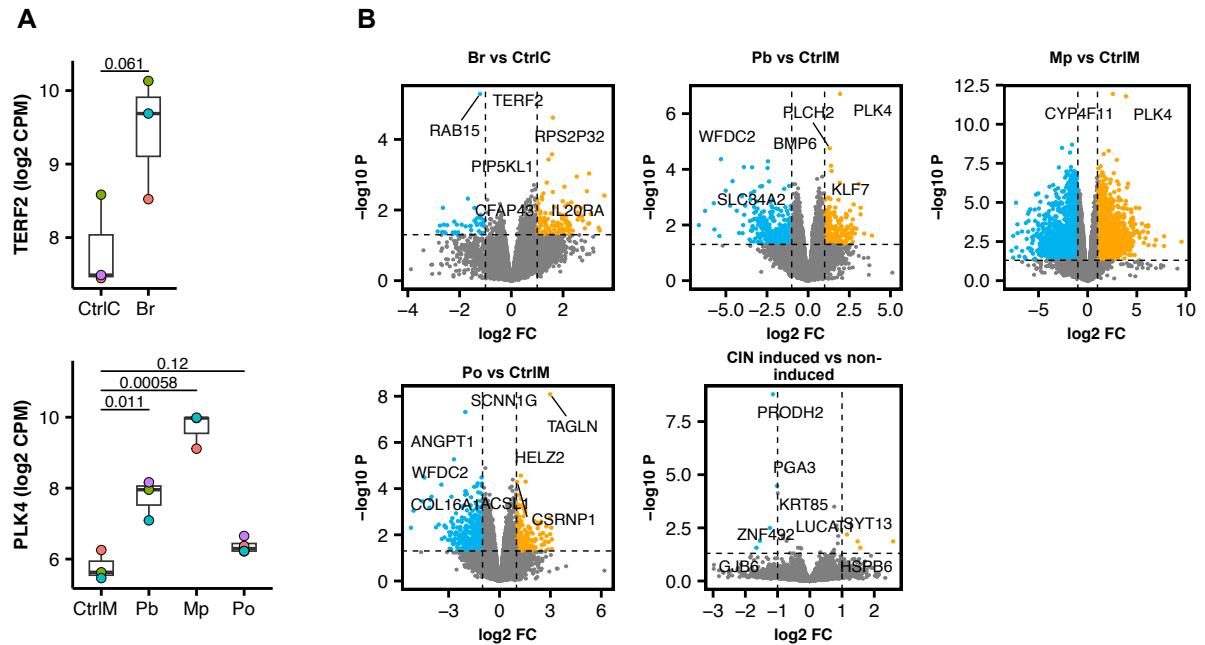 A
B
TERF2 (log2 CPM)
10
9
8
0.061
CtrlC
Br
PLK4 (log2 CPM)
10
8
6
0.12
0.00058
0.011
CtrlM
Pb
Mp
Po
Br vs CtrlC
−log10 P
4
2
0
RAB15
TERF2
RPS2P32
PIP5KL1
CFAP43
IL20RA
−4
−2
0
2
log2 FC
Pb vs CtrlM
−log10 P
6
4
2
0
WFDC2
PLCH2
PLK4
BMP6
SLC34A2
KLF7
−5.0
−2.5
0.0
2.5
5.0
log2 FC
Mp vs CtrlM
−log10 P
12.5
10.0
7.5
5.0
2.5
0.0
CYP4F11
PLK4
−5
0
5
10
log2 FC
Po vs CtrlM
−log10 P
8
6
4
2
0
SCNN1G
TAGLN
ANGPT1
HELZ2
WFDC2
COL16A1
ACSL1
CSRNP1
−3
0
3
6
log2 FC
CIN induced vs non-
induced
−log10 P
7.5
5.0
2.5
0.0
PRODH2
PGA3
KRT85
LUCAT1
SYT13
ZNF492
GJB6
HSPB6
−3
−2
−1
0
1
2
log2 FC